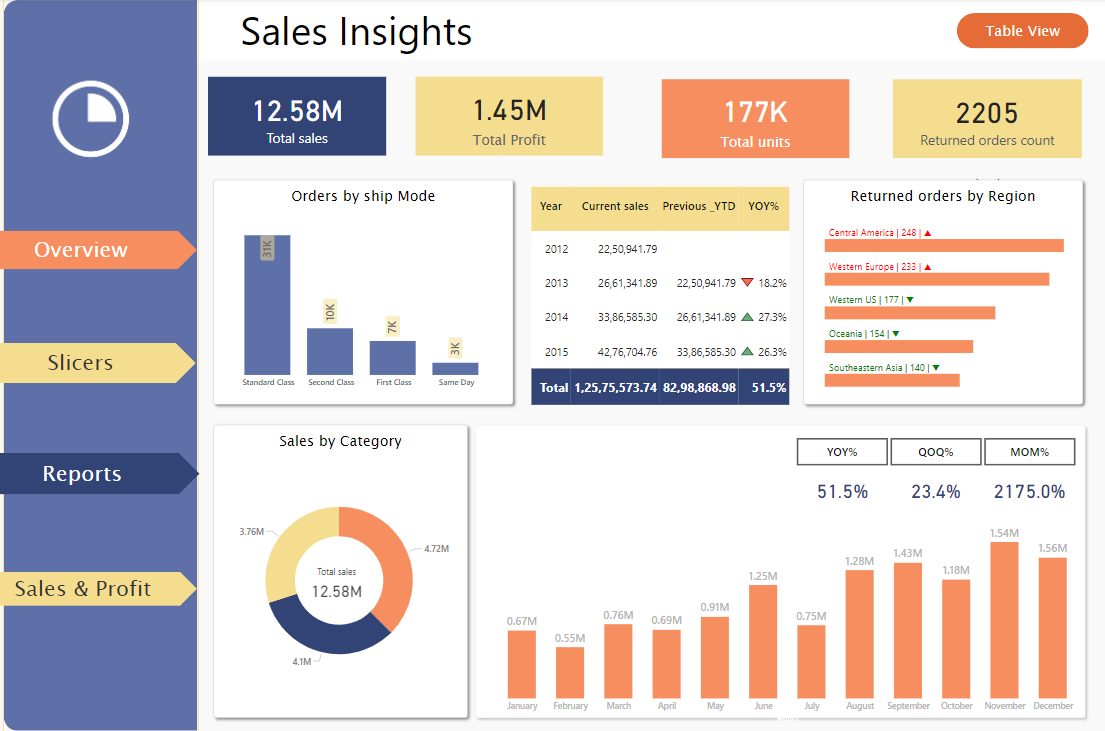 Sales Insights
Table View
12.58M
Total sales
1.45M
Total Profit
177K
Total units
2205
Returned orders count
Overview
Slicers
Reports
Sales & Profit
Orders by ship Mode
31K
10K
7K
3K
Standard Class Second Class First Class Same Day
Year Current sales Previous _YTD YOY%
2012 22,50,941.79
2013 26,61,341.89 22,50,941.79 18.2%
2014 33,86,585.30 26,61,341.89 27.3%
2015 42,76,704.76 33,86,585.30 26.3%
Total 1,25,75,573.74 82,98,868.98 51.5%
Returned orders by Region
Central America | 248 | ▲
Western Europe | 233 | ▲
Western US | 177 | ▼
Oceania | 154 | ▼
Southeastern Asia | 140 | ▼
Sales by Category
3.76M
4.72M
Total sales
12.58M
4.1M
YOY% QOQ% MOM%
51.5% 23.4% 2175.0%
0.67M 0.55M 0.76M 0.69M 0.91M 1.25M 0.75M 1.28M 1.43M 1.18M 1.54M 1.56M
January February March April May June July August September October November December